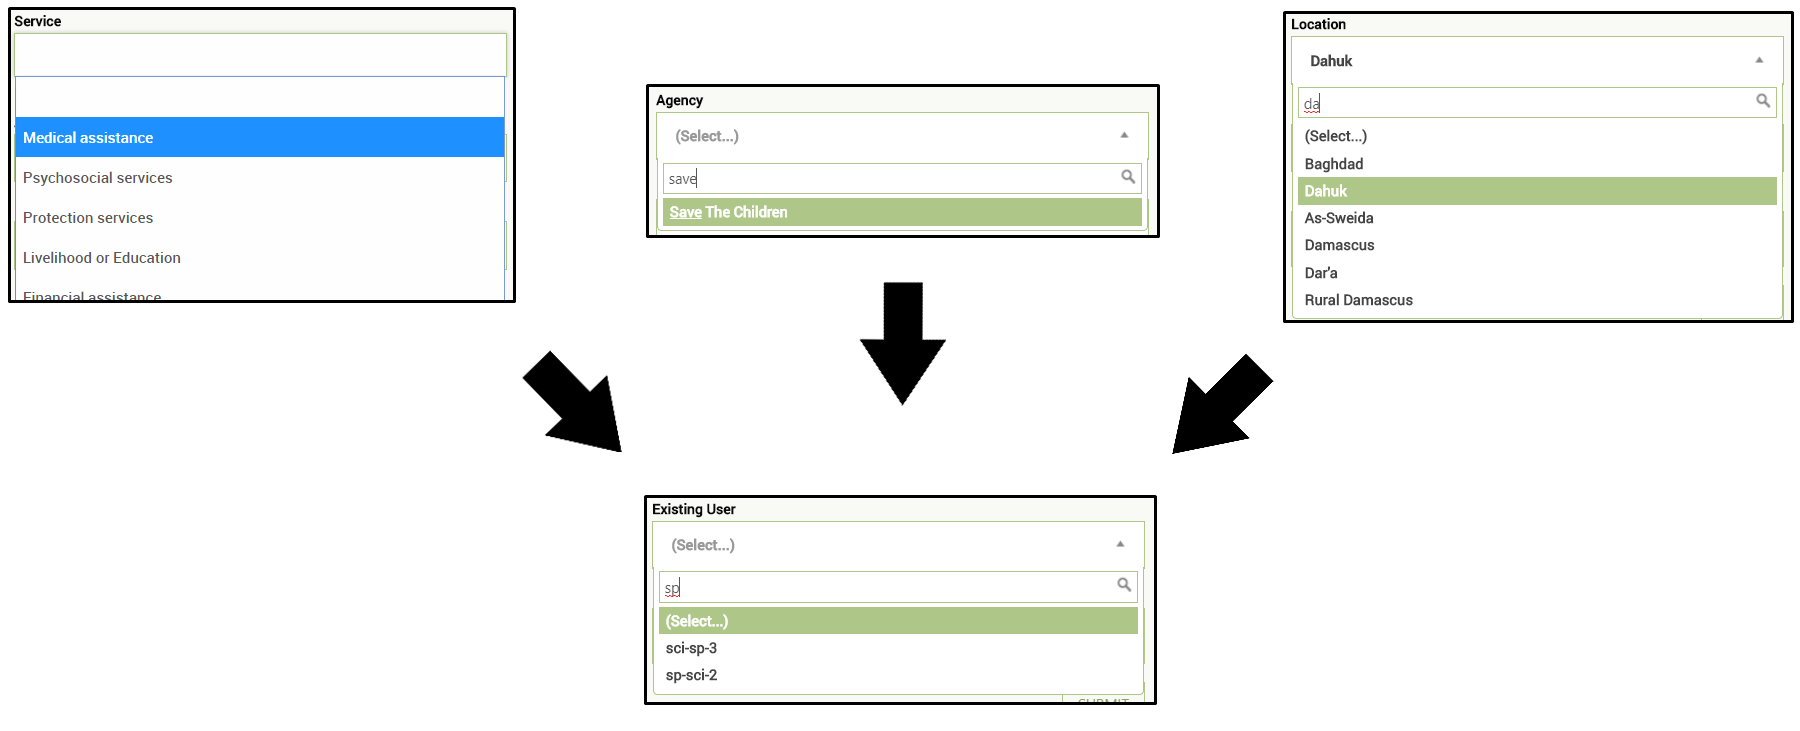 Service
Medical assistance
Psychosocial services
Protection services
Livelihood or Education
Financial assistance
Agency
(Select...)
save
Save The Children
Location
Dahuk
da
(Select...)
Baghdad
Dahuk
As-Sweida
Damascus
Dar'a
Rural Damascus
Existing User
(Select...)
sp
(Select...)
sci-sp-3
sp-sci-2
SUBMIT